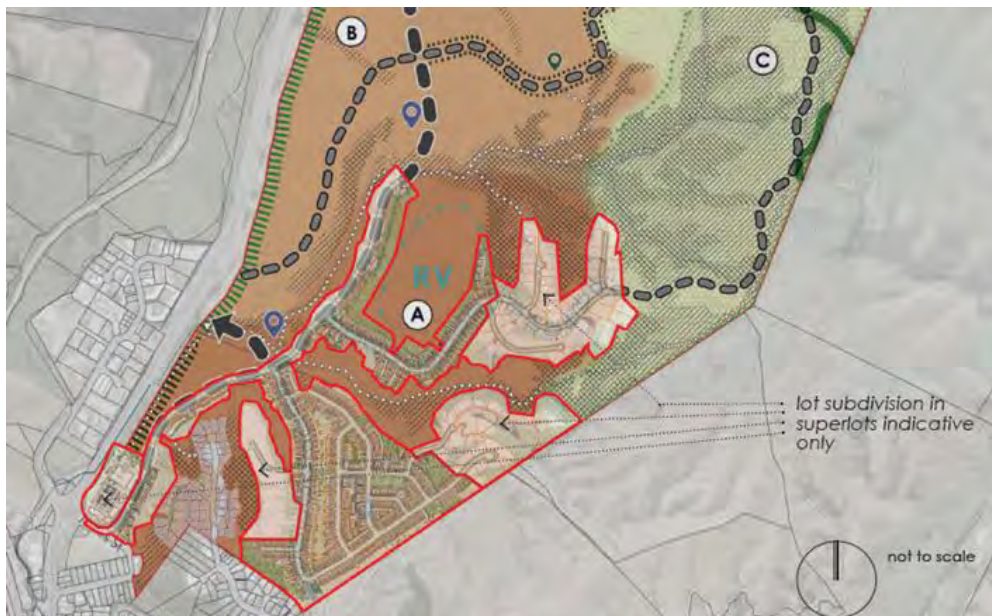 B
C
RV
A
lot subdivision in
superlots indicative
only
not to scale